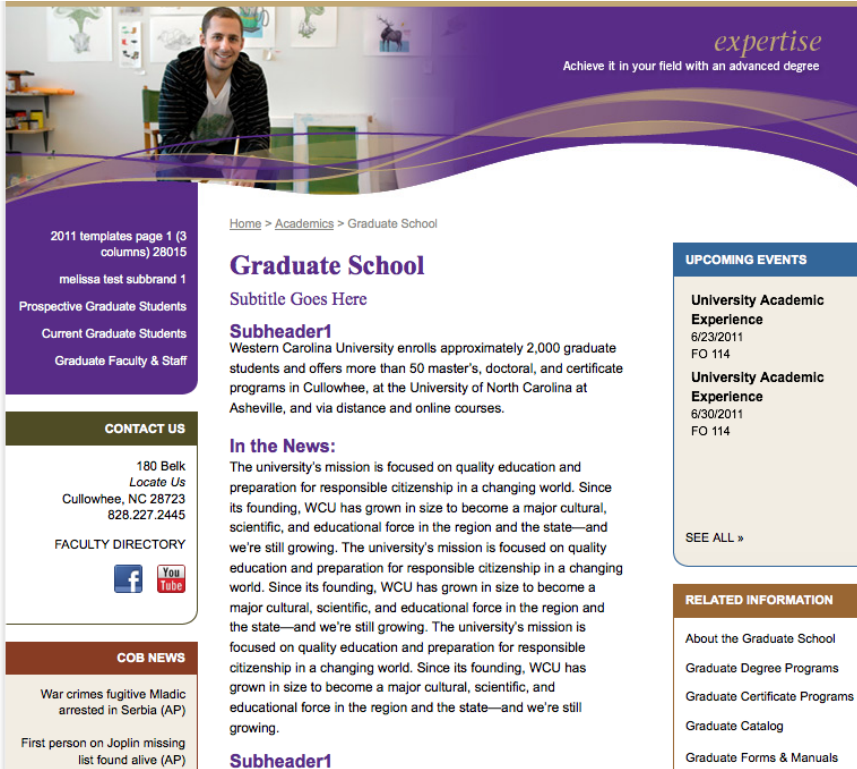 expertise
Achieve it in your field with an advanced degree
2011 templates page 1 (3
columns) 28015
melissa test subbrand 1
Prospective Graduate Students
Current Graduate Students
Graduate Faculty & Staff
CONTACT US
180 Belk
Locate Us
Cullowhee, NC 28723
828.227.2445
FACULTY DIRECTORY
f
You
Tube
COB NEWS
War crimes fugitive Mladic
arrested in Serbia (AP)
First person on Joplin missing
list found alive (AP)
Home > Academics > Graduate School
Graduate School
Subtitle Goes Here
Subheader1
Western Carolina University enrolls approximately 2,000 graduate
students and offers more than 50 master's, doctoral, and certificate
programs in Cullowhee, at the University of North Carolina at
Asheville, and via distance and online courses.
In the News:
The university's mission is focused on quality education and
preparation for responsible citizenship in a changing world. Since
its founding, WCU has grown in size to become a major cultural,
scientific, and educational force in the region and the state—and
we're still growing. The university's mission is focused on quality
education and preparation for responsible citizenship in a changing
world. Since its founding, WCU has grown in size to become a
major cultural, scientific, and educational force in the region and
the state—and we're still growing. The university's mission is
focused on quality education and preparation for responsible
citizenship in a changing world. Since its founding, WCU has
grown in size to become a major cultural, scientific, and
educational force in the region and the state—and we're still
growing.
Subheader1
UPCOMING EVENTS
University Academic
Experience
6/23/2011
FO 114
University Academic
Experience
6/30/2011
FO 114
SEE ALL »
RELATED INFORMATION
About the Graduate School
Graduate Degree Programs
Graduate Certificate Programs
Graduate Catalog
Graduate Forms & Manuals